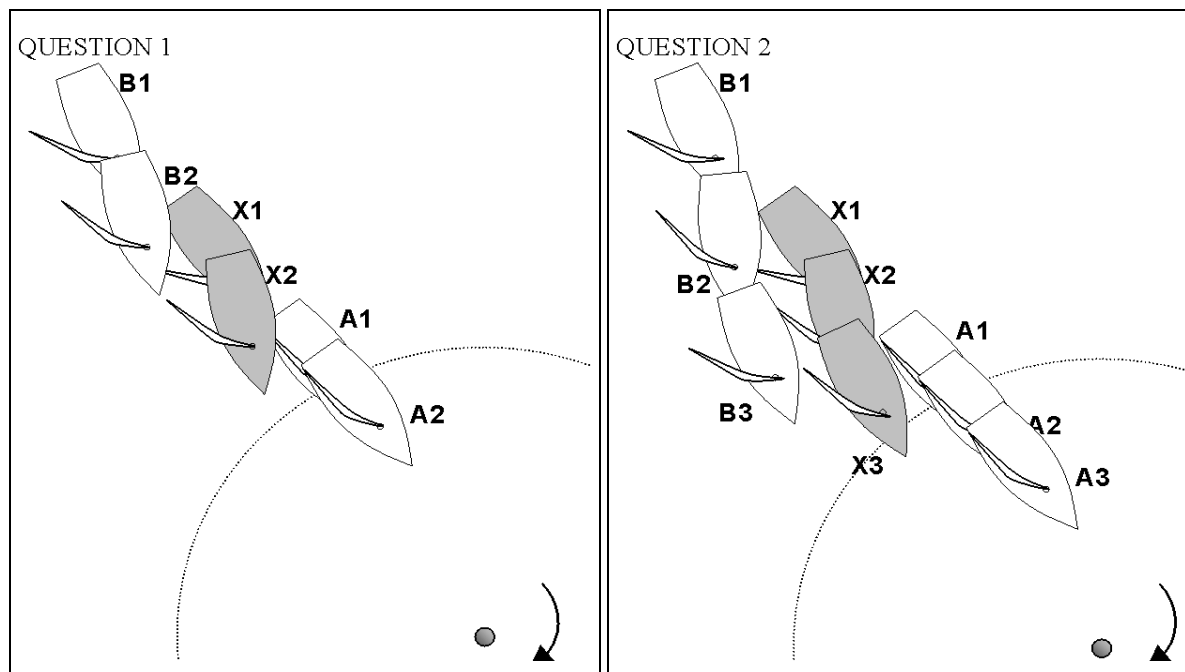 QUESTION 1
B1
B2
X1
X2
A1
A2
QUESTION 2
B1
X1
X2
B2
A1
A2
B3
X3
A3